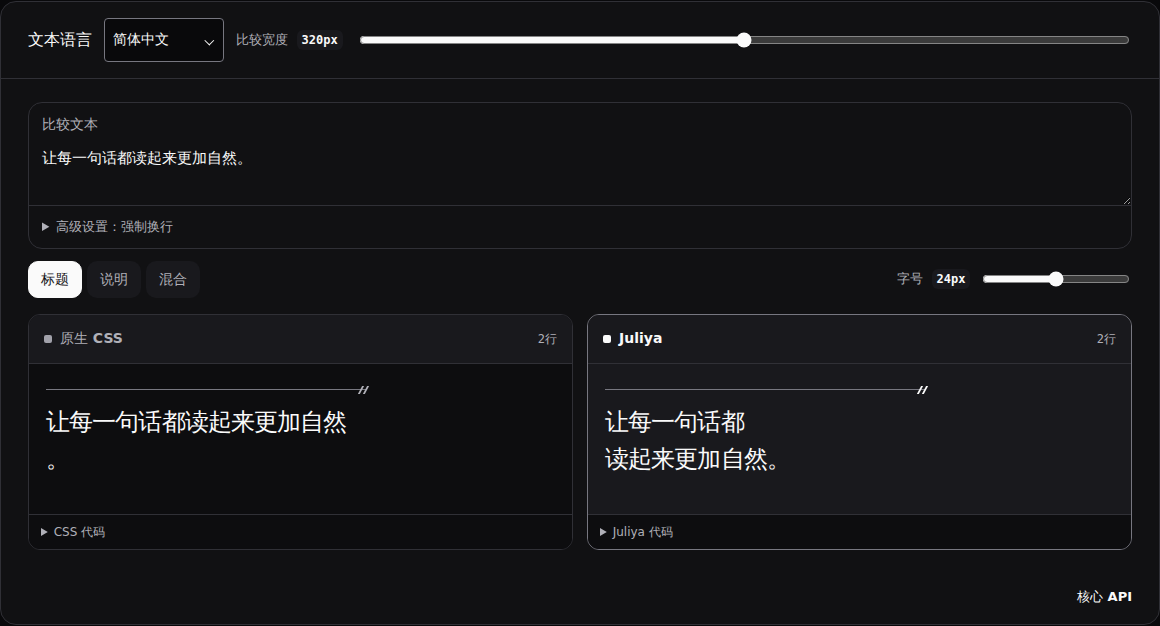 文本语言 简体中文 比较宽度 320px
比较文本
让每一句话都读起来更加自然。
高级设置：强制换行
标题 说明 混合 字号 24px
原生 CSS 2行
让每一句话都读起来更加自然
。
CSS 代码
Juliya 2行
让每一句话都
读起来更加自然。
Juliya 代码
核心 API